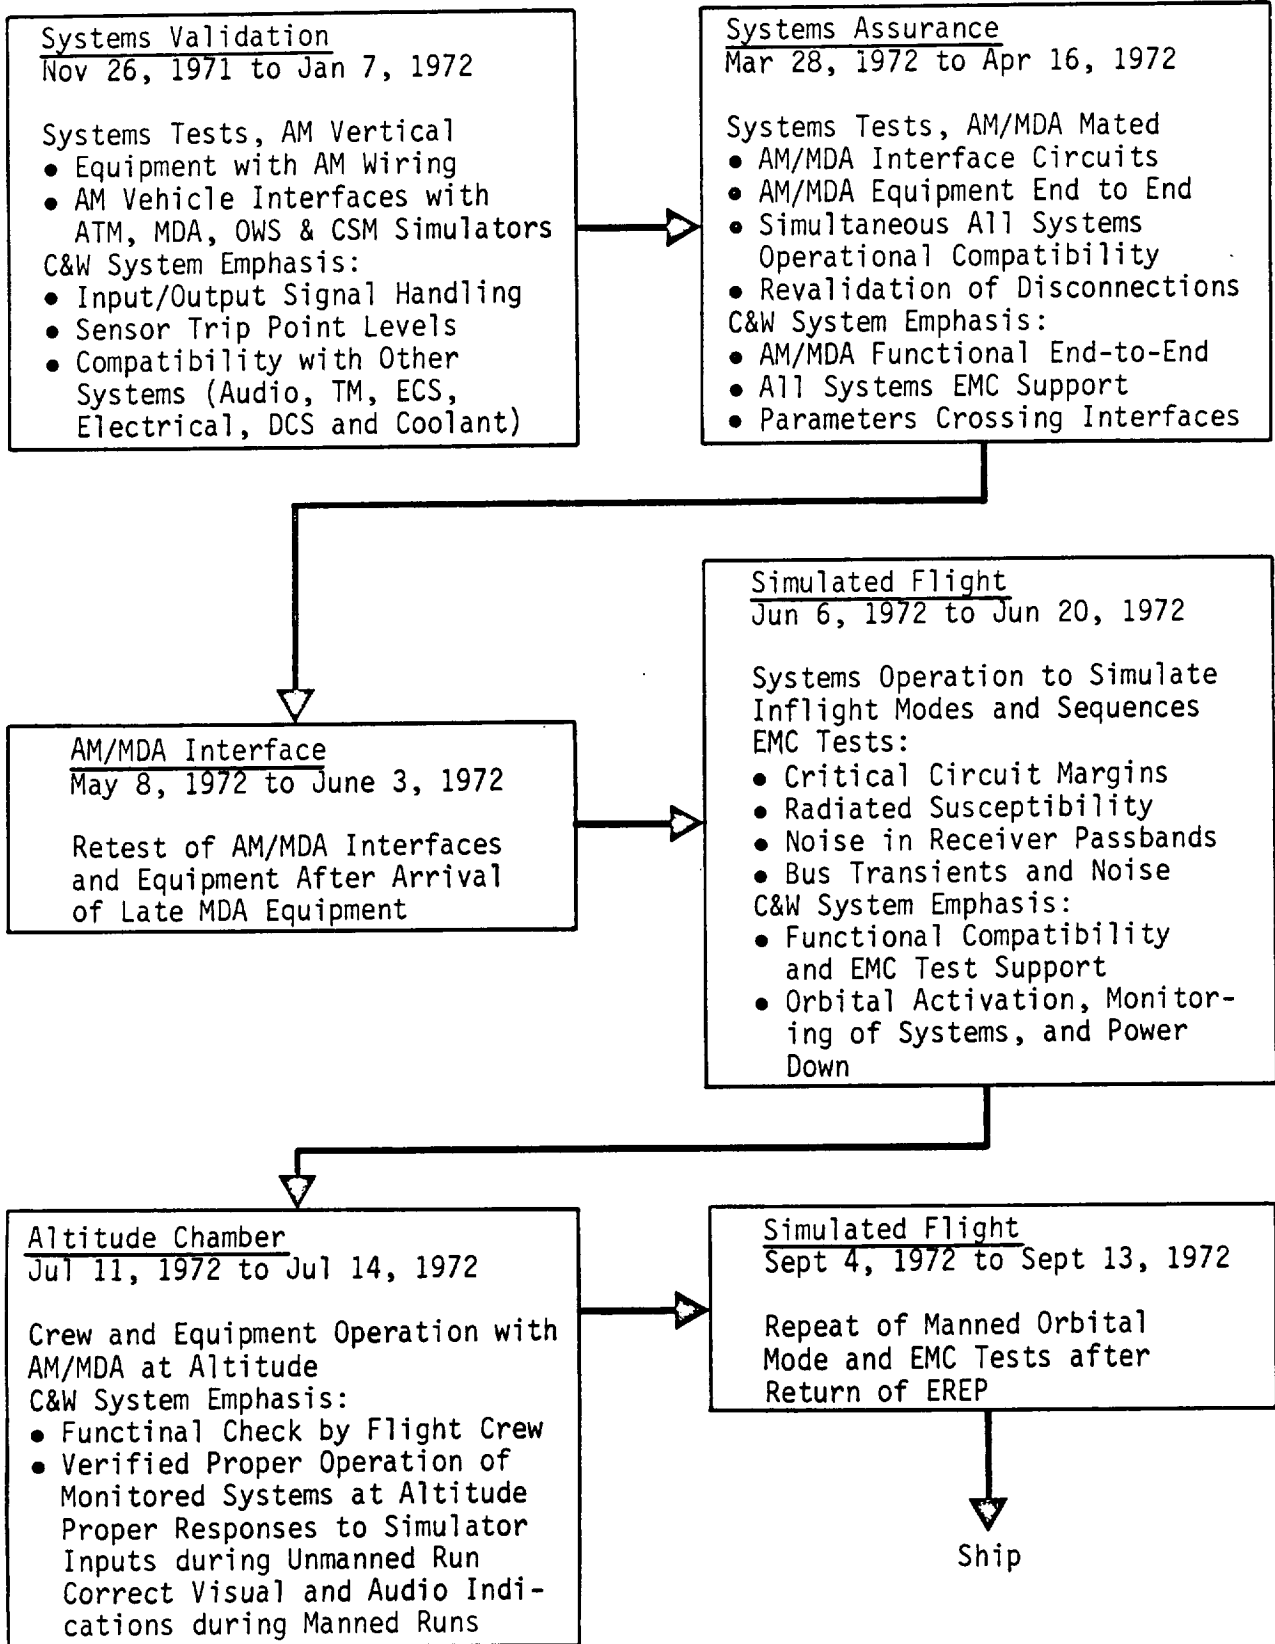 Systems Validation
Nov 26, 1971 to Jan 7, 1972
Systems Tests, AM Vertical
• Equipment with AM Wiring
• AM Vehicle Interfaces with
ATM, MDA, OWS & CSM Simulators
C&W System Emphasis:
• Input/Output Signal Handling
• Sensor Trip Point Levels
• Compatibility with Other
Systems (Audio, TM, ECS,
Electrical, DCS and Coolant)
Systems Assurance
Mar 28, 1972 to Apr 16, 1972
Systems Tests, AM/MDA Mated
• AM/MDA Interface Circuits
• AM/MDA Equipment End to End
• Simultaneous All Systems
Operational Compatibility
• Revalidation of Disconnections
C&W System Emphasis:
• AM/MDA Functional End-to-End
• All Systems EMC Support
• Parameters Crossing Interfaces
AM/MDA Interface
May 8, 1972 to June 3, 1972
Retest of AM/MDA Interfaces
and Equipment After Arrival
of Late MDA Equipment
Simulated Flight
Jun 6, 1972 to Jun 20, 1972
Systems Operation to Simulate
Inflight Modes and Sequences
EMC Tests:
• Critical Circuit Margins
• Radiated Susceptibility
• Noise in Receiver Passbands
• Bus Transients and Noise
C&W System Emphasis:
• Functional Compatibility
and EMC Test Support
• Orbital Activation, Monitor-
ing of Systems, and Power
Down
Altitude Chamber
Jul 11, 1972 to Jul 14, 1972
Crew and Equipment Operation with
AM/MDA at Altitude
C&W System Emphasis:
• Functinal Check by Flight Crew
• Verified Proper Operation of
Monitored Systems at Altitude
Proper Responses to Simulator
Inputs during Unmanned Run
Correct Visual and Audio Indi-
cations during Manned Runs
Simulated Flight
Sept 4, 1972 to Sept 13, 1972
Repeat of Manned Orbital
Mode and EMC Tests after
Return of EREP
Ship